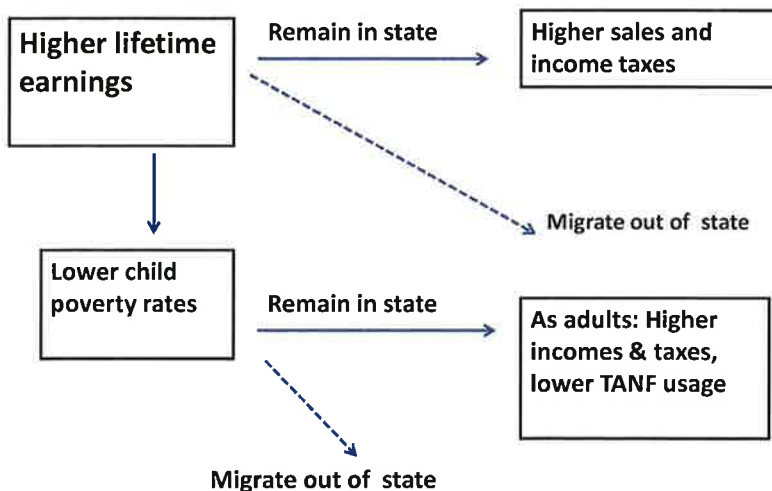 Higher lifetime
earnings
Remain in state
Higher sales and
income taxes
Migrate out of state
Lower child
poverty rates
Remain in state
As adults: Higher
incomes & taxes,
lower TANF usage
Migrate out of state